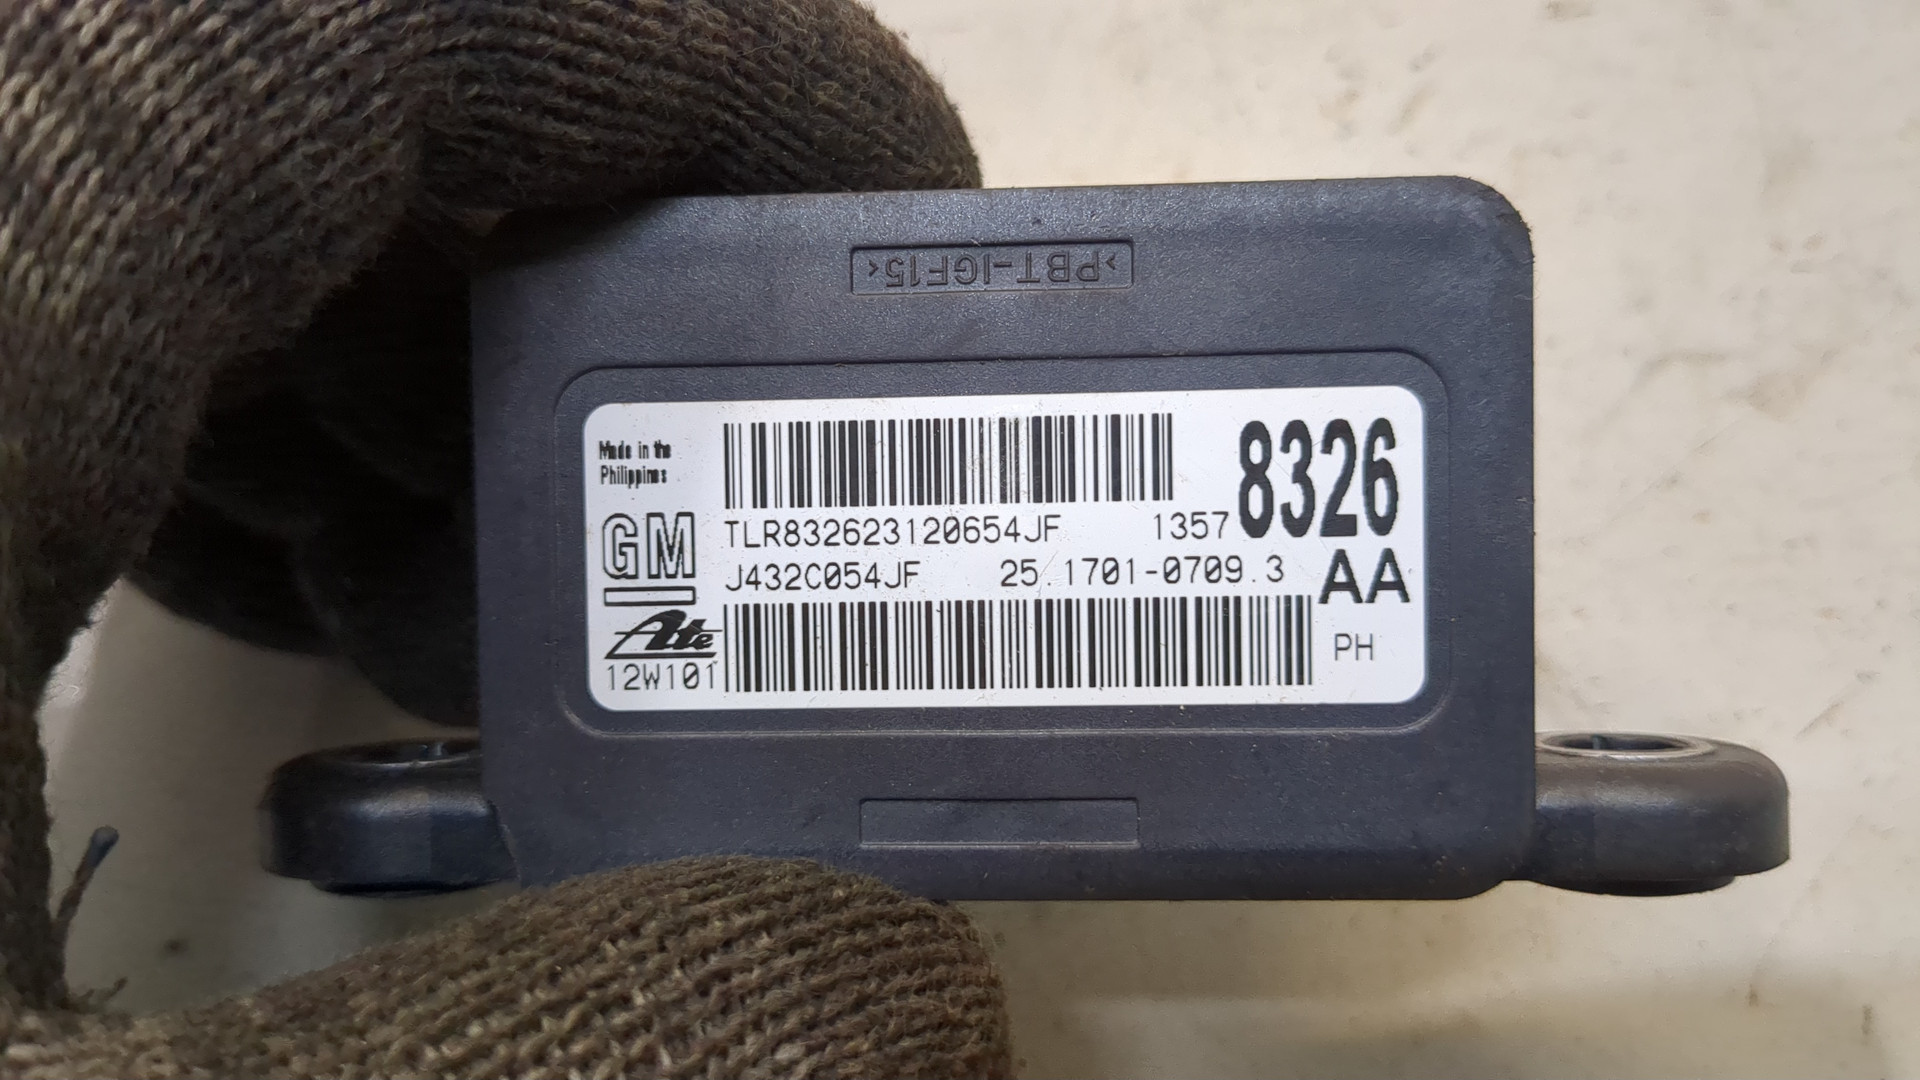 >PBT-IGF15<
Made in the
Philippines
8326
GM
TLR832623120654JF 1357
J432C054JF 25.1701-0709.3 AA
Ate
12W101
PH